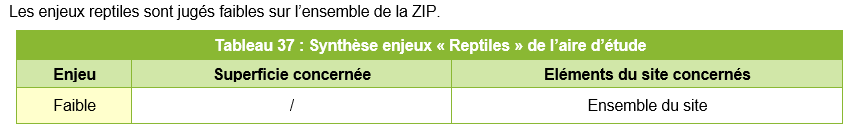 Les enjeux reptiles sont jugés faibles sur l’ensemble de la ZIP.
Tableau 37 : Synthèse enjeux « Reptiles » de l’aire d’étude
Enjeu Superficie concernée Eléments du site concernés
Faible / Ensemble du site